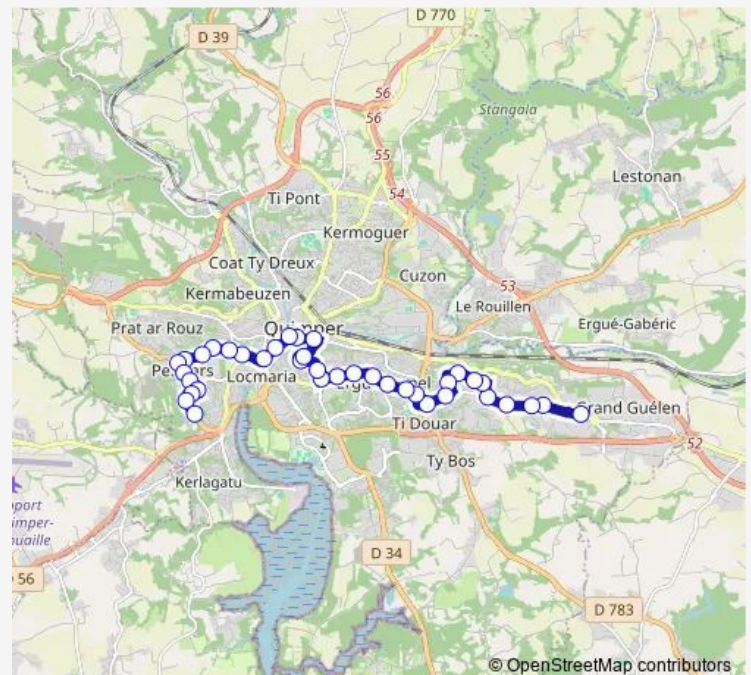 D 770
D 39
56
56
Stangala
55
Lestonan
54
Ti Pont
Kermoguer
Coat Ty Dreux
Cuzon
53
Kermabeuzen
Le Rouillen
Prat ar Rouz
Ergué-Gabéric
Locmaria
Grand Guélen
Ti Douar
52
Ty Bos
Kerlagatu
D 34
56
D 783
© OpenStreetMap contributors